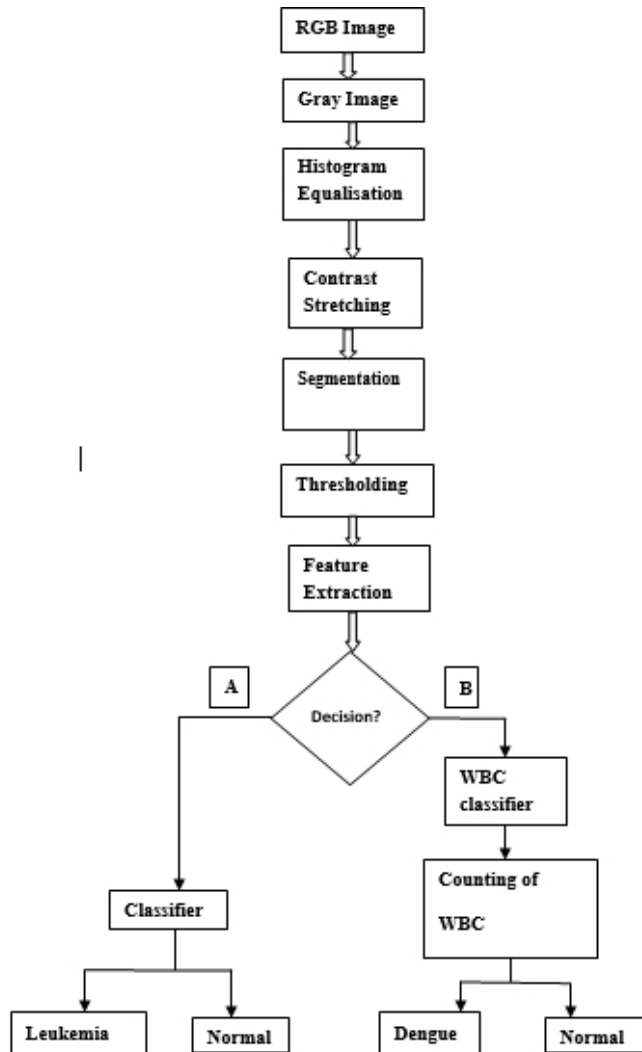 RGB Image
Gray Image
Histogram
Equalisation
Contrast
Stretching
Segmentation
Thresholding
Feature
Extraction
A
B
Decision?
WBC
classifier
Classifier
Counting of
WBC
Leukemia
Normal
Dengue
Normal